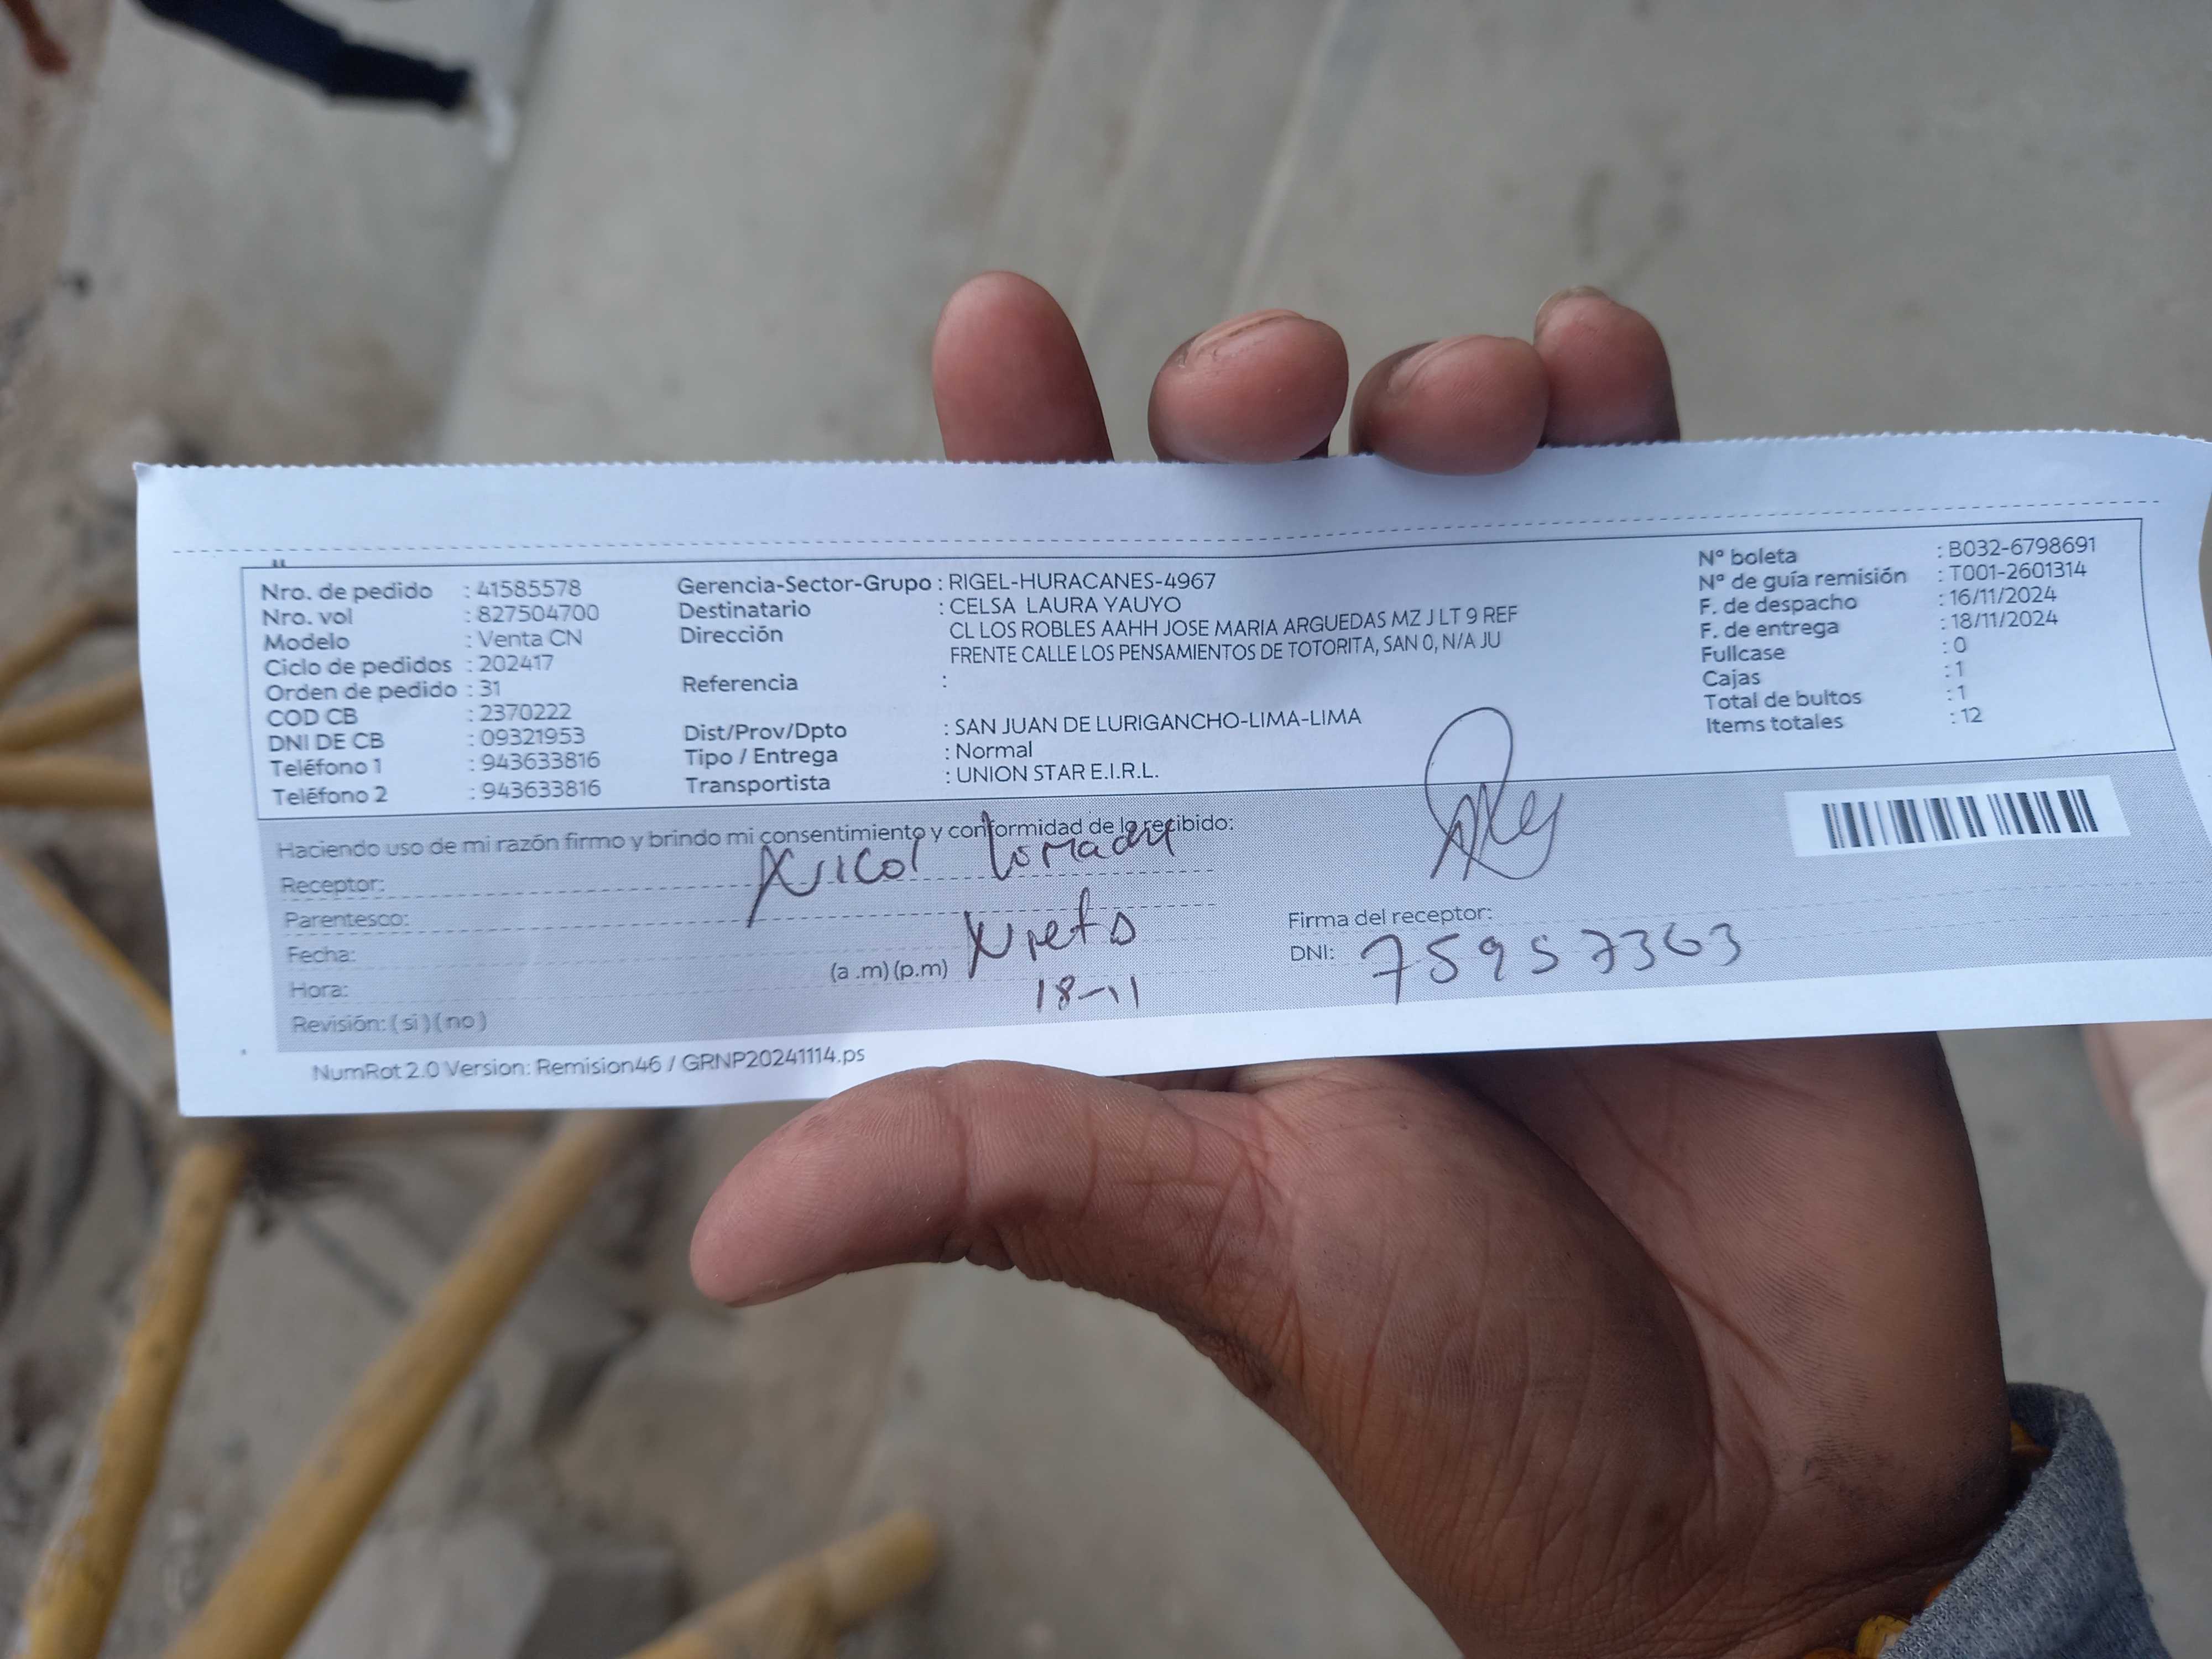 Nro. de pedido : 41585578
Nro. vol : 827504700
Modelo : Venta CN
Ciclo de pedidos : 202417
Orden de pedido : 31
COD CB : 2370222
DNI DE CB : 09321953
Teléfono 1 : 943633816
Teléfono 2 : 943633816
Gerencia-Sector-Grupo : RIGEL-HURACANES-4967
Destinatario : CELSA LAURA YAUYO
Dirección CL LOS ROBLES AAHH JOSE MARIA ARGUEDAS MZ J LT 9 REF
FRENTE CALLE LOS PENSAMIENTOS DE TOTORITA, SAN 0, N/A JU
Referencia :
Dist/Prov/Dpto : SAN JUAN DE LURIGANCHO-LIMA-LIMA
Tipo / Entrega : Normal
Transportista : UNION STAR E.I.R.L.
Nº boleta : B032-6798691
Nº de guía remisión : T001-2601314
F. de despacho : 16/11/2024
F. de entrega : 18/11/2024
Fullcase : 0
Cajas : 1
Total de bultos : 1
Items totales : 12
Haciendo uso de mi razón firmo y brindo mi consentimiento y conformidad de lo recibido:
Receptor:
Parentesco:
Fecha:
Hora: (a .m) (p.m)
18-11
Revisión: ( si ) ( no )
Firma del receptor:
DNI: 75957363
NumRot 2.0 Version: Remision46 / GRNP20241114.ps